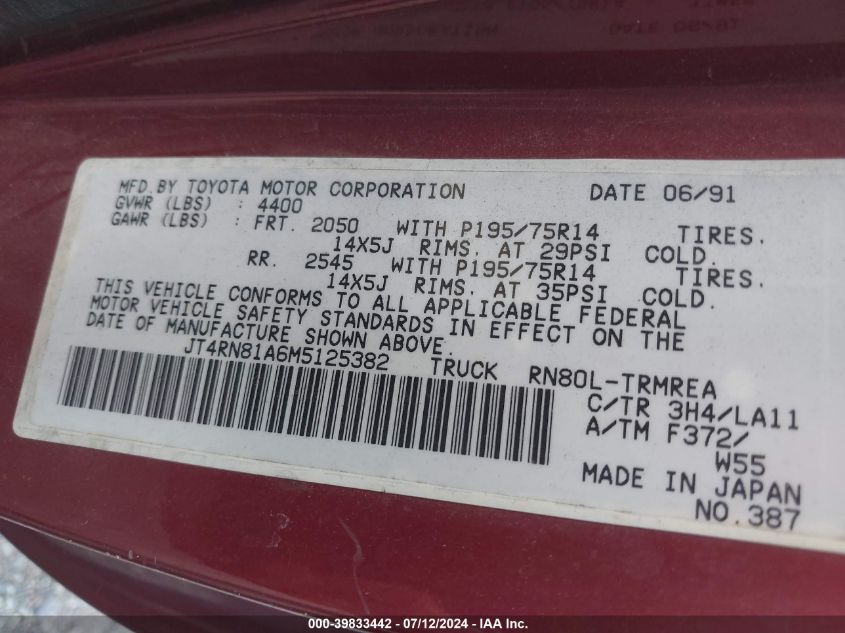 DATE 06/91
MFD. BY TOYOTA MOTOR CORPORATION DATE 06/91
GVWR (LBS) : 4400
GAWR (LBS) : FRT. 2050 WITH P195/75R14 TIRES.
14X5J RIMS. AT 29PSI COLD.
RR. 2545 WITH P195/75R14 TIRES.
14X5J RIMS. AT 35PSI COLD.
THIS VEHICLE CONFORMS TO ALL APPLICABLE FEDERAL
MOTOR VEHICLE SAFETY STANDARDS IN EFFECT ON THE
DATE OF MANUFACTURE SHOWN ABOVE.
JT4RN81A6M5125382 TRUCK RN80L-TRMREA
C/TR 3H4/LA11
A/TM F372/
W55
MADE IN JAPAN
NO.387
000-39833442 - 07/12/2024 - IAA Inc.